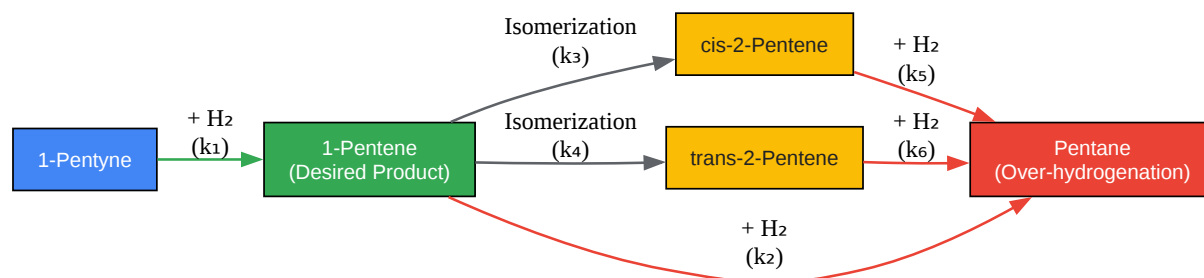 1-Pentyne
+ H₂
(k₁)
1-Pentene
(Desired Product)
Isomerization
(k₃)
Isomerization
(k₄)
cis-2-Pentene
trans-2-Pentene
+ H₂
(k₅)
+ H₂
(k₆)
+ H₂
(k₂)
Pentane
(Over-hydrogenation)